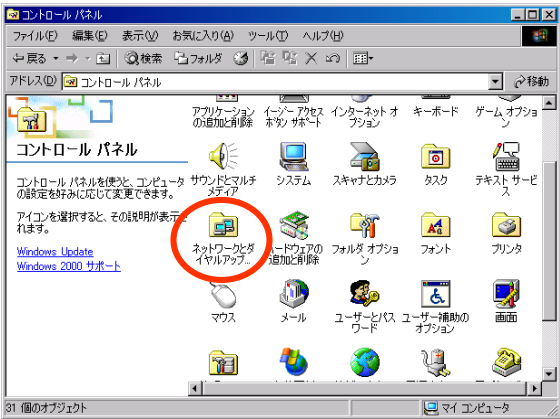 コントロール パネル
ファイル(F) 編集(E) 表示(V) お気に入り(A) ツール(T) ヘルプ(H)
戻る 検索 フォルダ
アドレス(D) コントロール パネル 移動
コントロール パネル
コントロール パネルを使うと、コンピュータ
の設定を好みに応じて変更できます。
アイコンを選択すると、その説明が表示さ
れます。
Windows Update
Windows 2000 サポート
アプリケーション
の追加と削除
イージー アクセス
ボタン サポート
インターネット オ
プション
キーボード
ゲーム オプショ
ン
サウンドとマルチ
メディア
システム
スキャナとカメラ
タスク
テキスト サービ
ス
ネットワークとダ
イヤルアップ...
ハードウェアの
追加と削除
フォルダ オプショ
ン
フォント
プリンタ
マウス
メール
ユーザーとパス
ワード
ユーザー補助の
オプション
画面
31 個のオブジェクト マイ コンピュータ